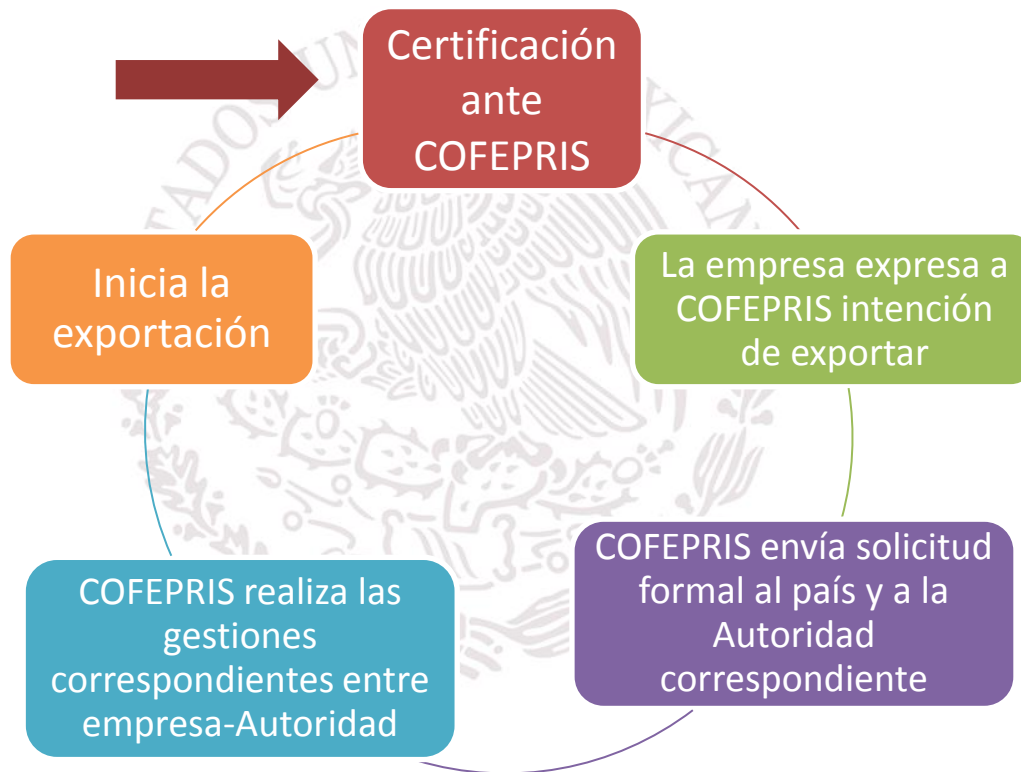 Certificación
ante
COFEPRIS
La empresa expresa a
COFEPRIS intención
de exportar
COFEPRIS envía solicitud
formal al país y a la
Autoridad
correspondiente
COFEPRIS realiza las
gestiones
correspondientes entre
empresa-Autoridad
Inicia la
exportación